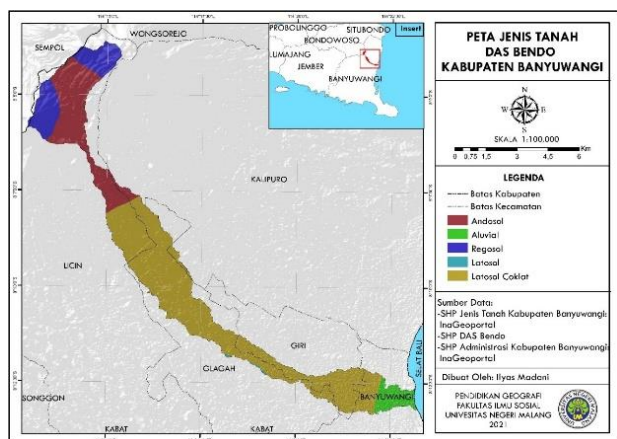 PETA JENIS TANAH
DAS BENDO
KABUPATEN BANYUWANGI
N
W
E
S
SKALA 1:100.000
0 0,75 1,5 3 4,5 6
Km
LEGENDA
Batas Kabupaten
Batas Kecamatan
Andosol
Aluvial
Regosol
Latosol
Latosol Coklat
Sumber Data:
-SHP Jenis Tanah Kabupaten Banyuwangi:
InaGeoportal
-SHP DAS Bendo
-SHP Administrasi Kabupaten Banyuwangi:
InaGeoportal
Dibuat Oleh: Ilyas Madani
PENDIDIKAN GEOGRAFI
FAKULTAS ILMU SOSIAL
UNIVESITAS NEGERI MALANG
2021
SEMPOL
WONGSOREJO
PROBOLINGGO
SITUBONDO
BONDOWOSO
Insert
LUMAJANG
JEMBER
BANYUWANGI
KALIPURO
LICIN
GIRI
GLAGAH
SELAT BALI
BANYUWANGI
SONGGON
KABAT
KABAT